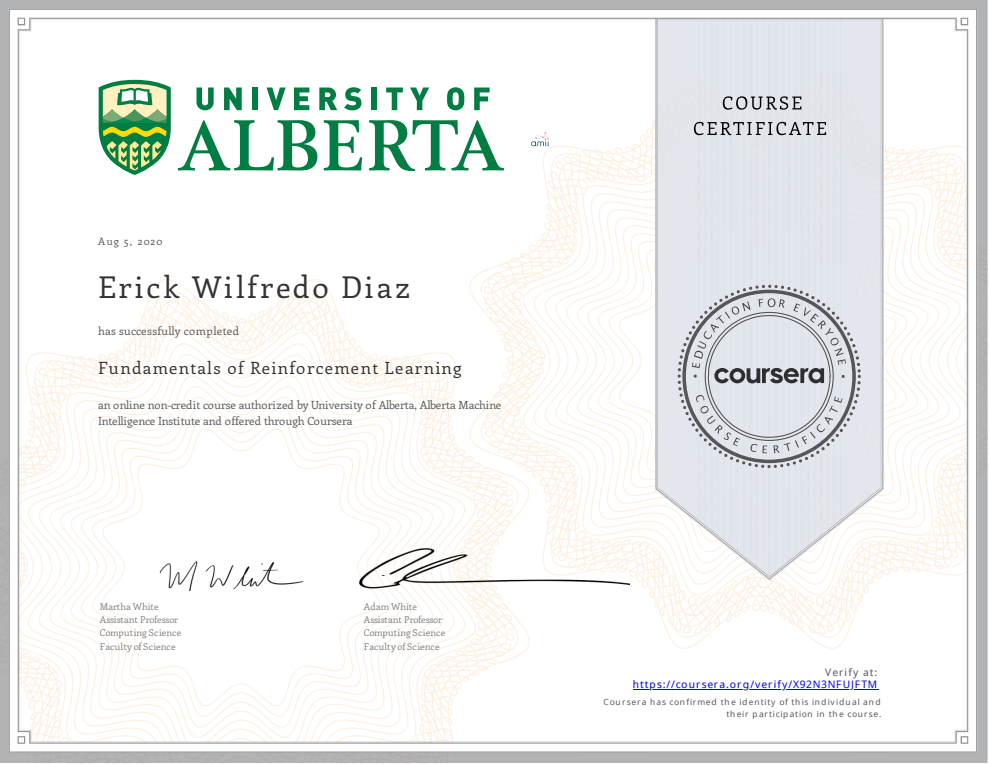 UNIVERSITY OF
ALBERTA
amii
COURSE
CERTIFICATE
Aug 5, 2020
Erick Wilfredo Diaz
has successfully completed
Fundamentals of Reinforcement Learning
an online non-credit course authorized by University of Alberta, Alberta Machine
Intelligence Institute and offered through Coursera
EDUCATION FOR EVERYONE
coursera
COURSE CERTIFICATE
M White
Martha White
Assistant Professor
Computing Science
Faculty of Science
Adam White
Assistant Professor
Computing Science
Faculty of Science
Verify at:
https://coursera.org/verify/X92N3NFUJFTM
Coursera has confirmed the identity of this individual and
their participation in the course.